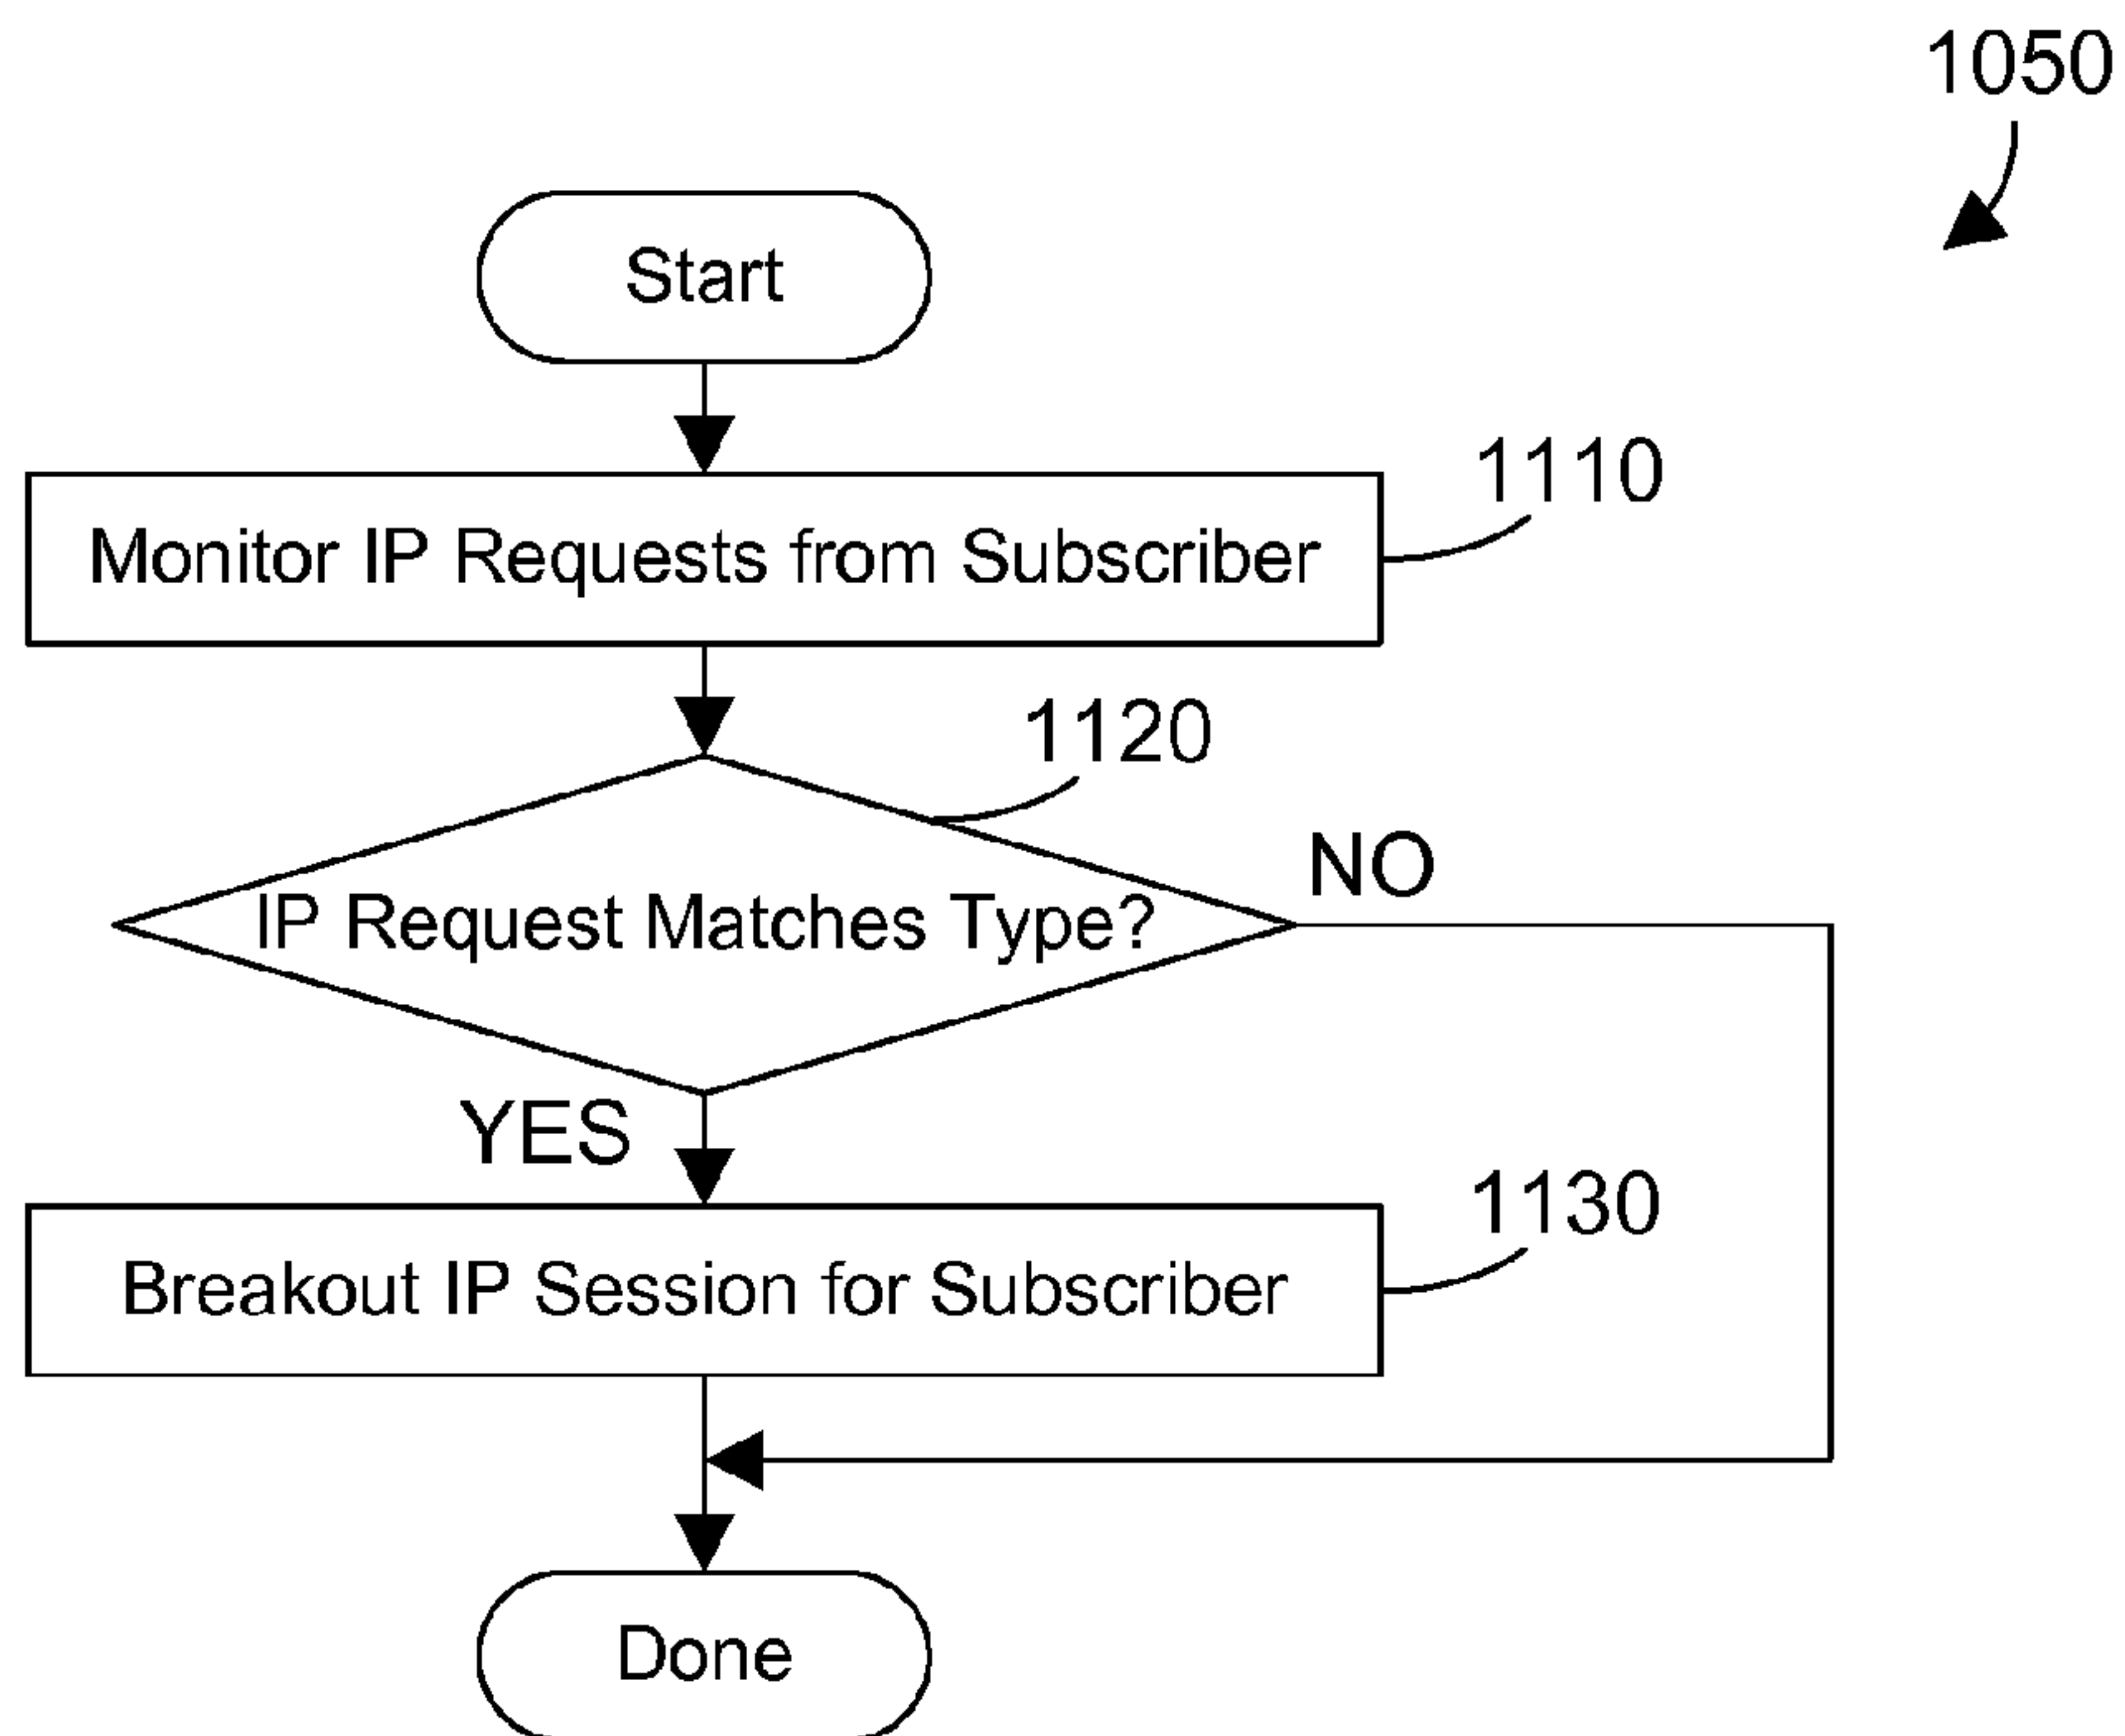 1050
Start
1110
Monitor IP Requests from Subscriber
1120
NO
IP Request Matches Type?
YES
1130
Breakout IP Session for Subscriber
Done